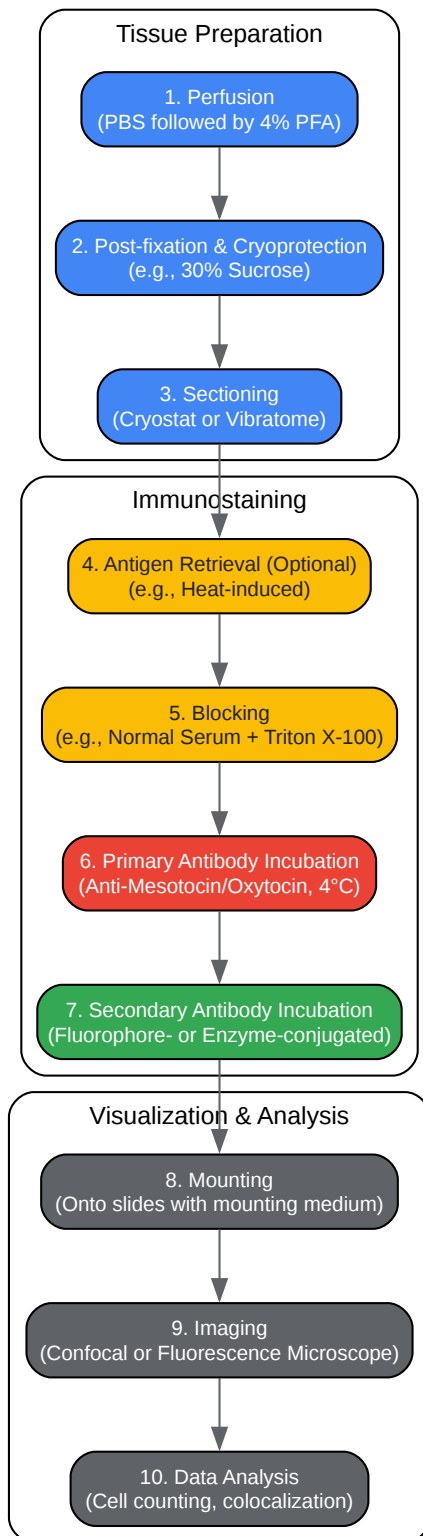 Tissue Preparation
1. Perfusion
(PBS followed by 4% PFA)
2. Post-fixation & Cryoprotection
(e.g., 30% Sucrose)
3. Sectioning
(Cryostat or Vibratome)
Immunostaining
4. Antigen Retrieval (Optional)
(e.g., Heat-induced)
5. Blocking
(e.g., Normal Serum + Triton X-100)
6. Primary Antibody Incubation
(Anti-Mesotocin/Oxytocin, 4°C)
7. Secondary Antibody Incubation
(Fluorophore- or Enzyme-conjugated)
Visualization & Analysis
8. Mounting
(Onto slides with mounting medium)
9. Imaging
(Confocal or Fluorescence Microscope)
10. Data Analysis
(Cell counting, colocalization)